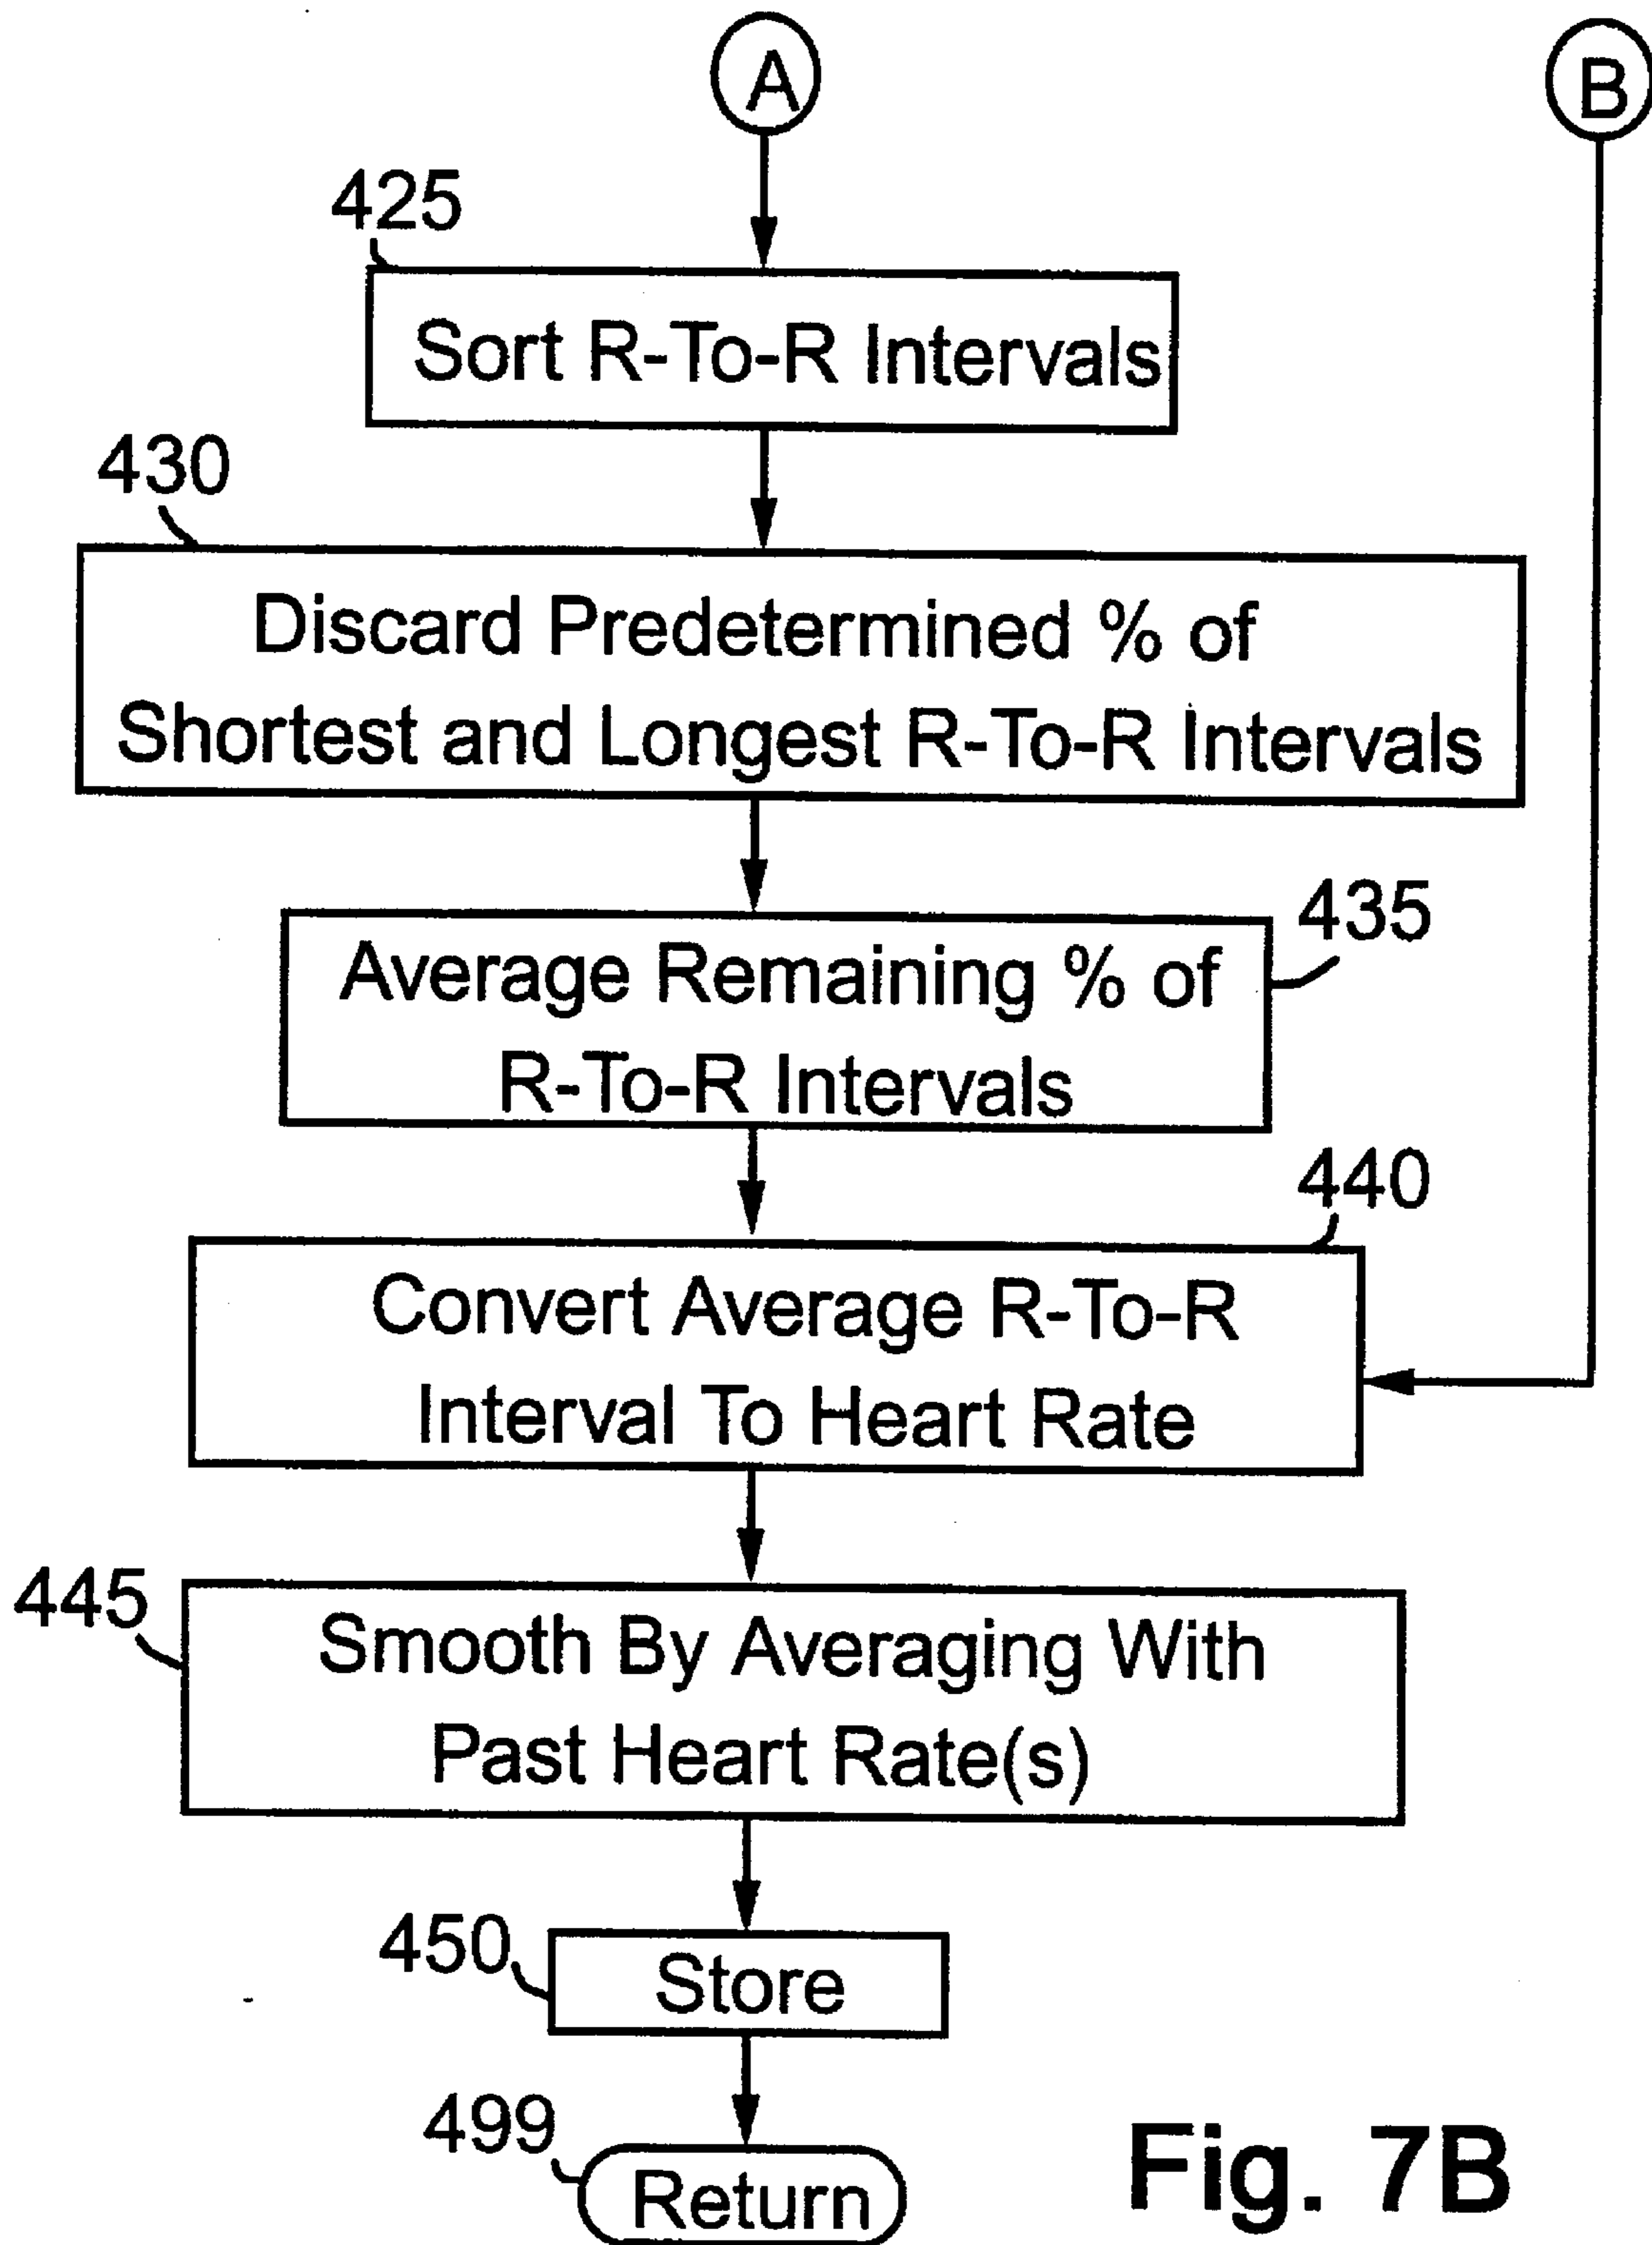 A
B
425
Sort R-To-R Intervals
430
Discard Predetermined % of
Shortest and Longest R-To-R Intervals
435
Average Remaining % of
R-To-R Intervals
440
Convert Average R-To-R
Interval To Heart Rate
445
Smooth By Averaging With
Past Heart Rate(s)
450
Store
499
Return
Fig. 7B